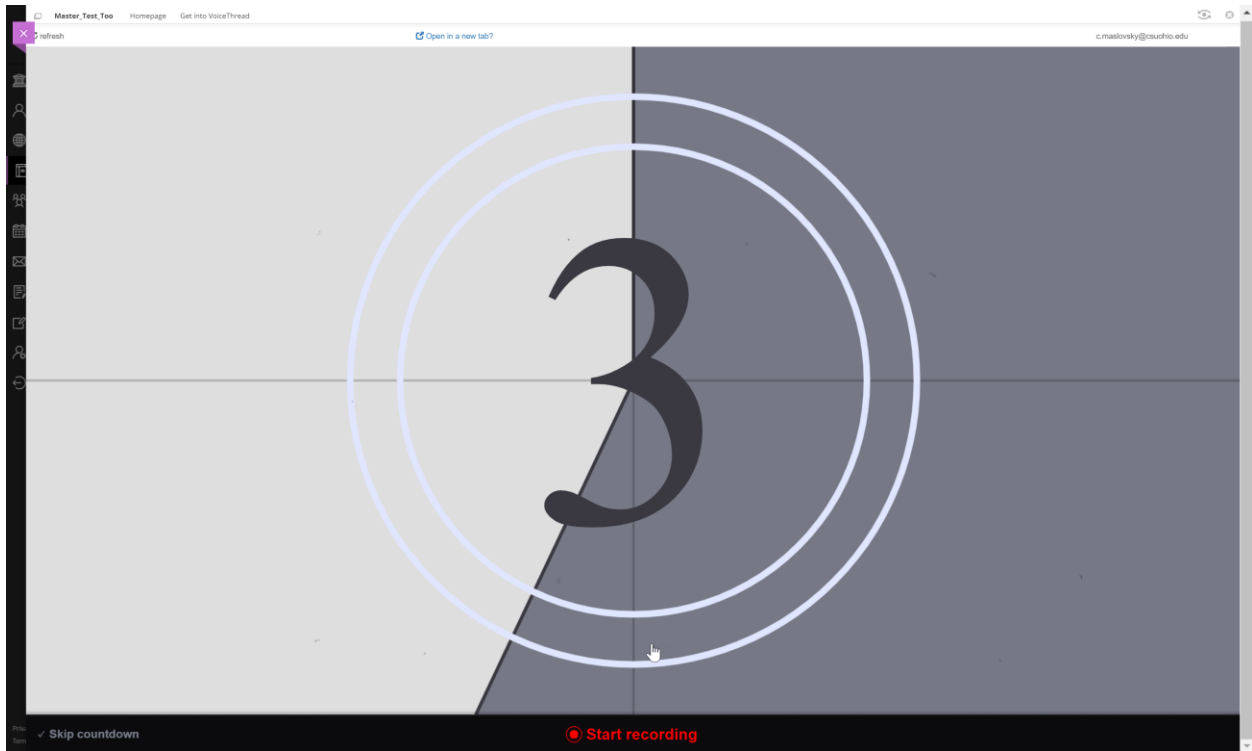 Master_Test_Too Homepage Get into VoiceThread
refresh Open in a new tab? c.maslovsky@csuohio.edu
3
✓ Skip countdown Start recording